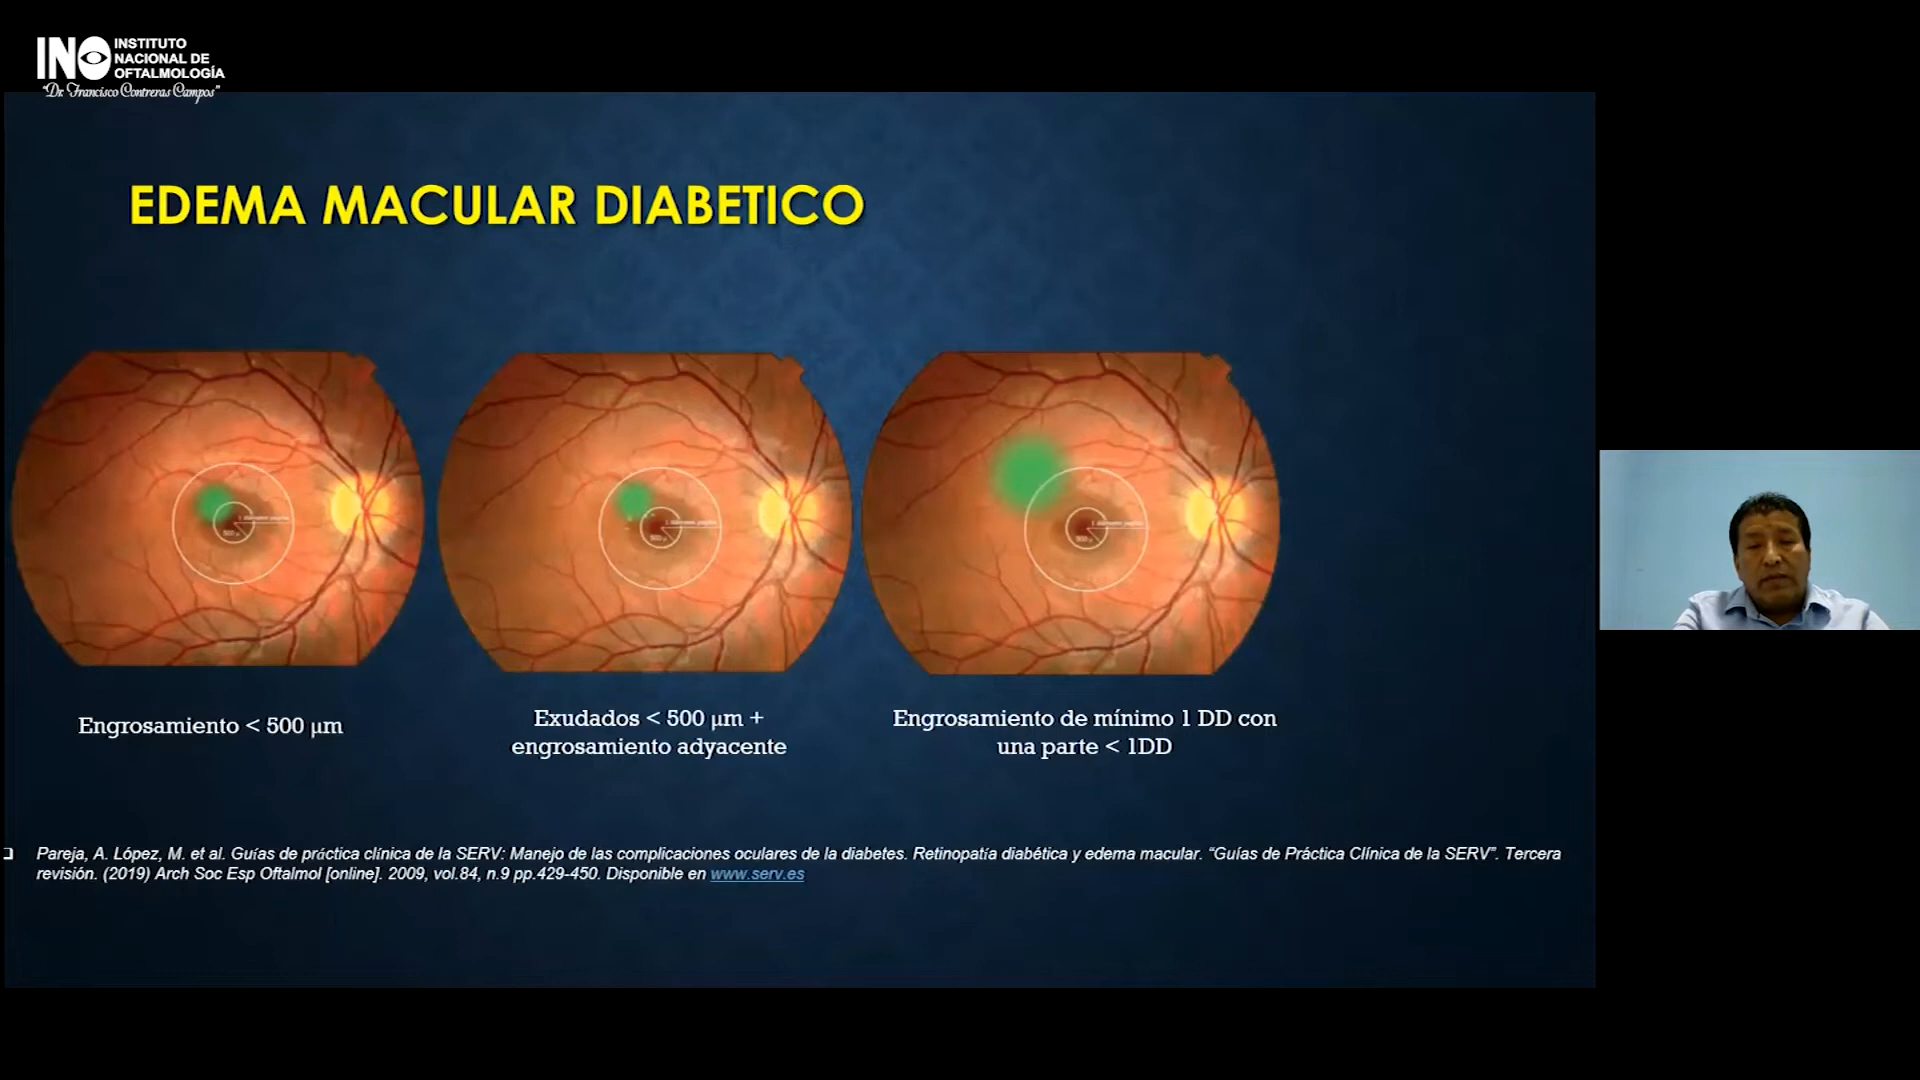 INO
INSTITUTO
NACIONAL DE
OFTALMOLOGÍA
"Dr. Francisco Contreras Campos"
EDEMA MACULAR DIABETICO
500 µ
500 µ
500 µ
Engrosamiento < 500 µm
Exudados < 500 µm +
engrosamiento adyacente
Engrosamiento de mínimo 1 DD con
una parte < 1DD
Pareja, A. López, M. et al. Guías de práctica clínica de la SERV: Manejo de las complicaciones oculares de la diabetes. Retinopatía diabética y edema macular. “Guías de Práctica Clínica de la SERV”. Tercera
revisión. (2019) Arch Soc Esp Oftalmol [online]. 2009, vol.84, n.9 pp.429-450. Disponible en www.serv.es